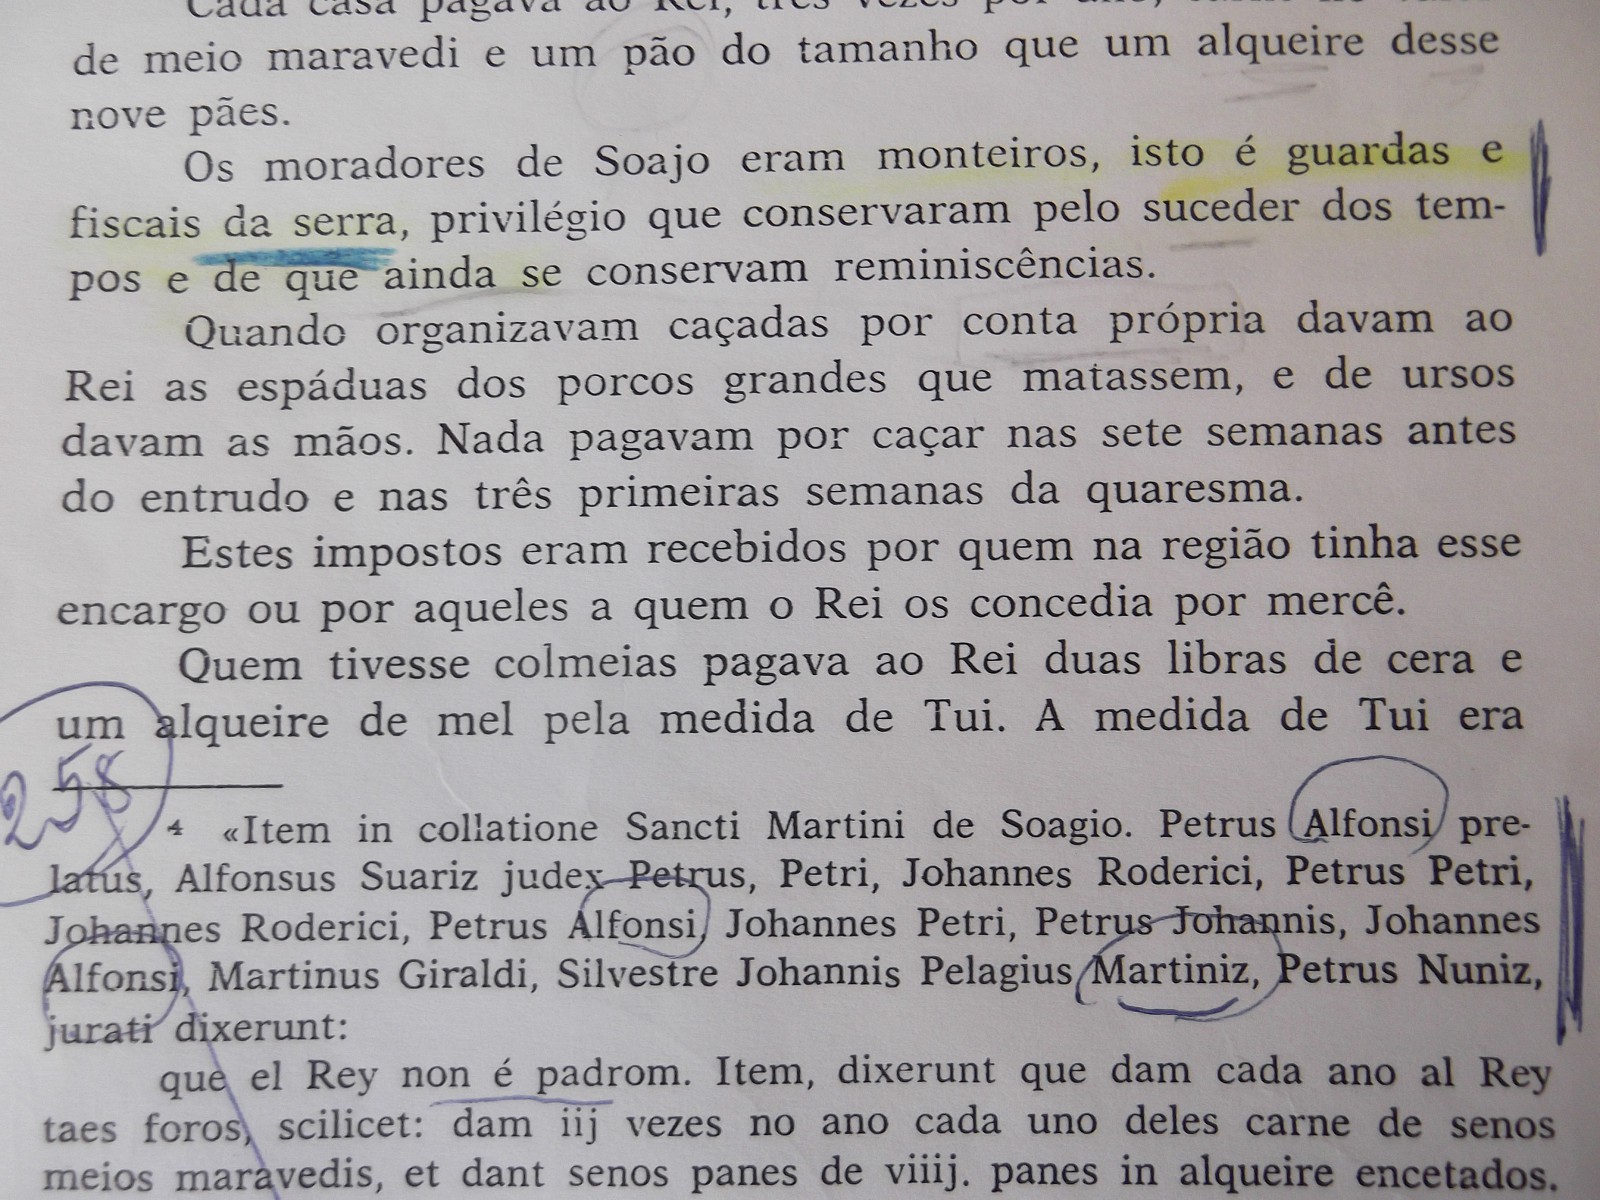 Cada casa pagava ao Rei, três vezes por ano, carne no valor
de meio maravedi e um pão do tamanho que um alqueire desse
nove pães.
Os moradores de Soajo eram monteiros, isto é guardas e
fiscais da serra, privilégio que conservaram pelo suceder dos tem-
pos e de que ainda se conservam reminiscências.
Quando organizavam caçadas por conta própria davam ao
Rei as espáduas dos porcos grandes que matassem, e de ursos
davam as mãos. Nada pagavam por caçar nas sete semanas antes
do entrudo e nas três primeiras semanas da quaresma.
Estes impostos eram recebidos por quem na região tinha esse
encargo ou por aqueles a quem o Rei os concedia por mercê.
Quem tivesse colmeias pagava ao Rei duas libras de cera e
um alqueire de mel pela medida de Tui. A medida de Tui era
258
4 «Item in collatione Sancti Martini de Soagio. Petrus Alfonsi pre-
latus, Alfonsus Suariz judex Petrus, Petri, Johannes Roderici, Petrus Petri,
Johannes Roderici, Petrus Alfonsi, Johannes Petri, Petrus Johannis, Johannes
Alfonsi, Martinus Giraldi, Silvestre Johannis Pelagius Martiniz, Petrus Nuniz,
jurati dixerunt:
que el Rey non é padrom. Item, dixerunt que dam cada ano al Rey
taes foros, scilicet: dam iij vezes no ano cada uno deles carne de senos
meios maravedis, et dant senos panes de viiij. panes in alqueire encetados.